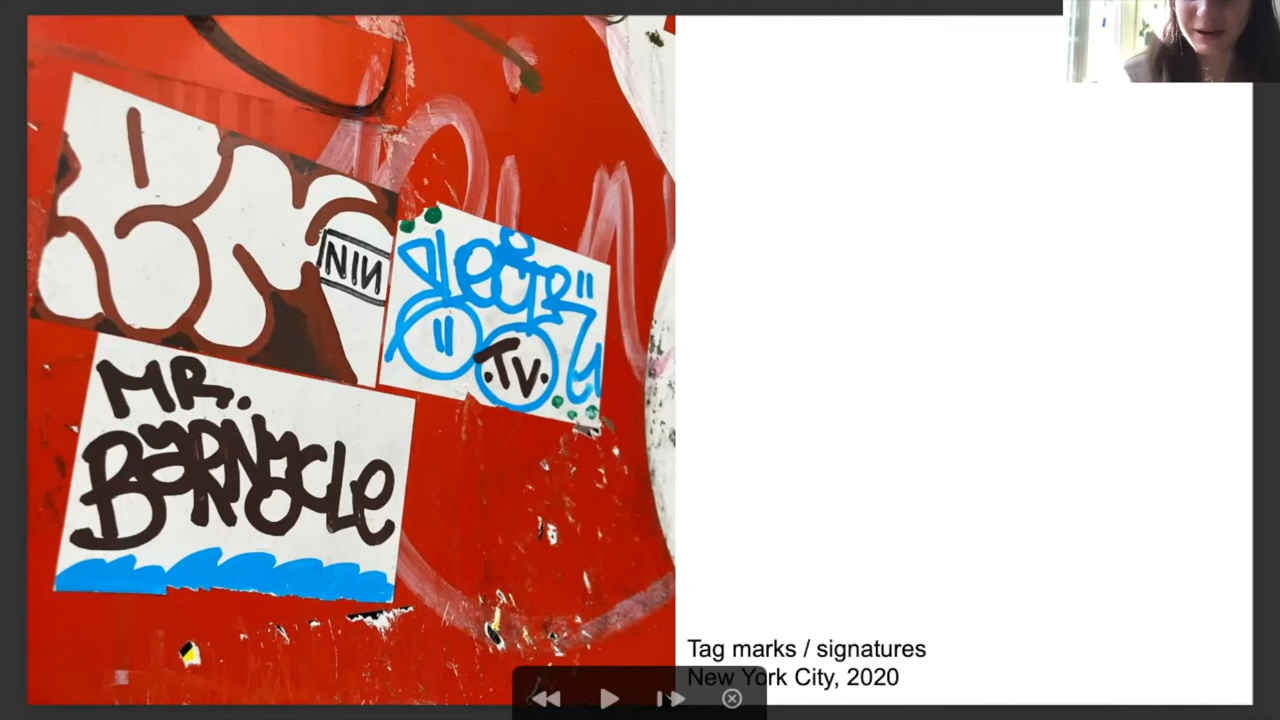 NIN
TV.
MR.
BARNACLE
Tag marks / signatures
New York City, 2020